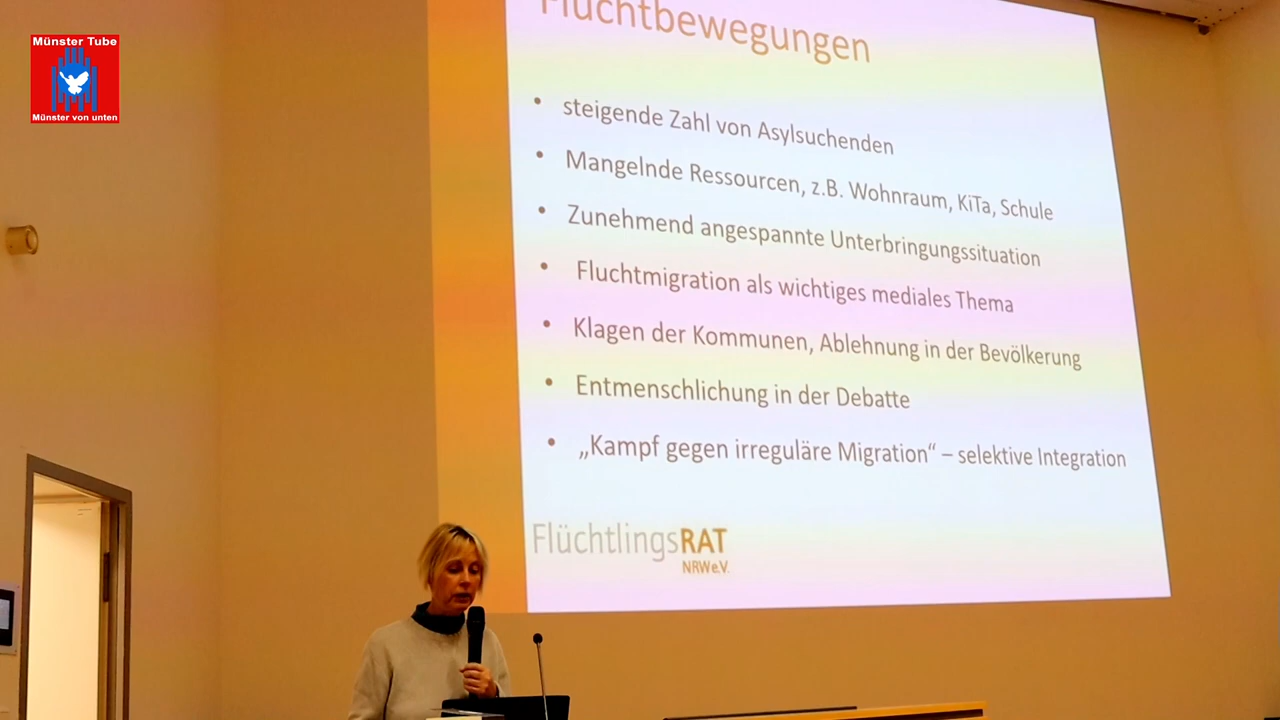 Münster Tube
Münster von unten
Fluchtbewegungen
• steigende Zahl von Asylsuchenden
• Mangelnde Ressourcen, z.B. Wohnraum, KiTa, Schule
• Zunehmend angespannte Unterbringungssituation
• Fluchtmigration als wichtiges mediales Thema
• Klagen der Kommunen, Ablehnung in der Bevölkerung
• Entmenschlichung in der Debatte
• „Kampf gegen irreguläre Migration“ – selektive Integration
FlüchtlingsRAT
NRW e.V.